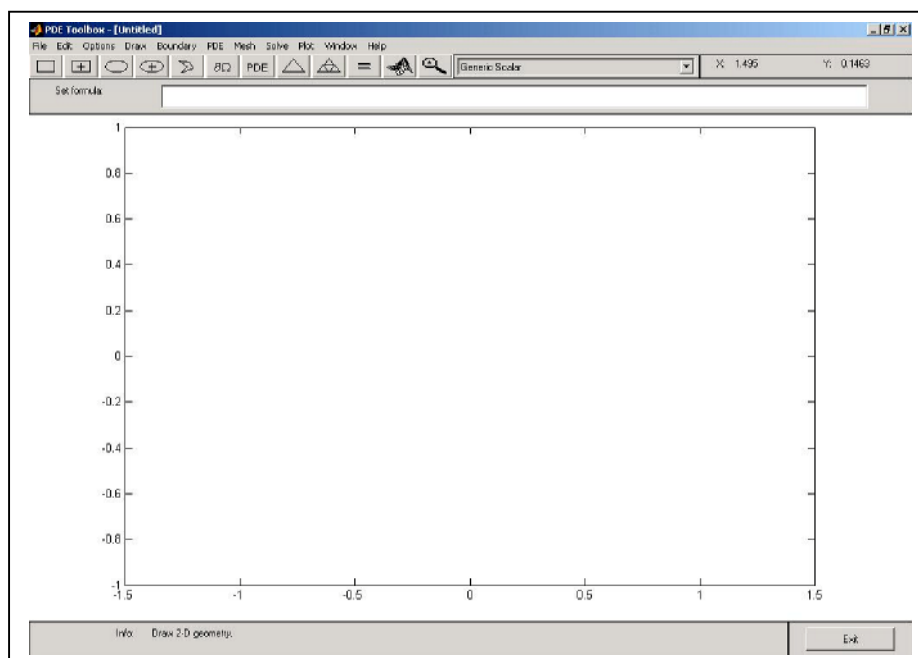 PDE Toolbox - [Untitled]
File Edit Options Draw Boundary PDE Mesh Solve Plot Window Help
∂Ω PDE = Generic Scalar X: 1.495 Y: 0.1463
Set formula:
1
0.8
0.6
0.4
0.2
0
-0.2
-0.4
-0.6
-0.8
-1
-1.5 -1 -0.5 0 0.5 1 1.5
Info: Draw 2-D geometry.
Exit